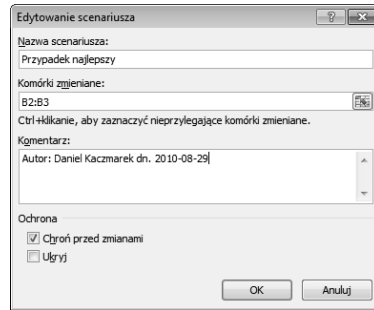 Edytowanie scenariusza
Nazwa scenariusza:
Przypadek najlepszy
Komórki zmieniane:
B2:B3
Ctrl+klikanie, aby zaznaczyć nieprzylegające komórki zmieniane.
Komentarz:
Autor: Daniel Kaczmarek dn. 2010-08-29
Ochrona
Chroń przed zmianami
Ukryj
OK Anuluj